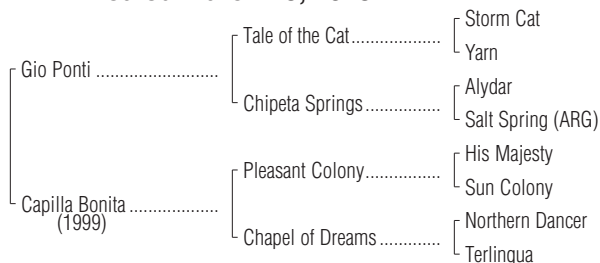 Storm Cat
Tale of the Cat..................
Yarn
Gio Ponti ........................
Alydar
Chipeta Springs...............
Salt Spring (ARG)
His Majesty
Pleasant Colony...............
Sun Colony
Capilla Bonita .................
(1999)
Northern Dancer
Chapel of Dreams ............
Terlingua